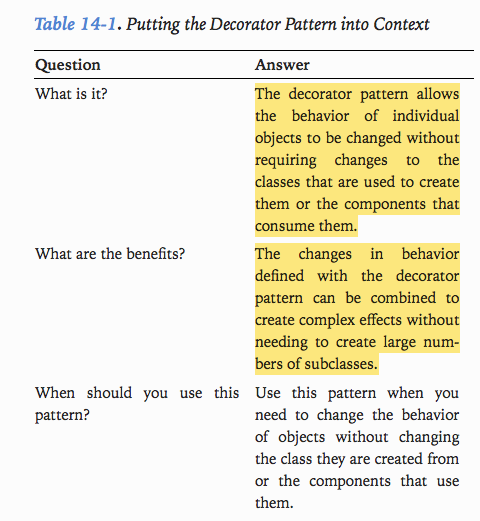 Table 14-1. Putting the Decorator Pattern into Context
Question Answer
What is it? The decorator pattern allows
the behavior of individual
objects to be changed without
requiring changes to the
classes that are used to create
them or the components that
consume them.
What are the benefits? The changes in behavior
defined with the decorator
pattern can be combined to
create complex effects without
needing to create large num-
bers of subclasses.
When should you use this Use this pattern when you
pattern? need to change the behavior
of objects without changing
the class they are created from
or the components that use
them.